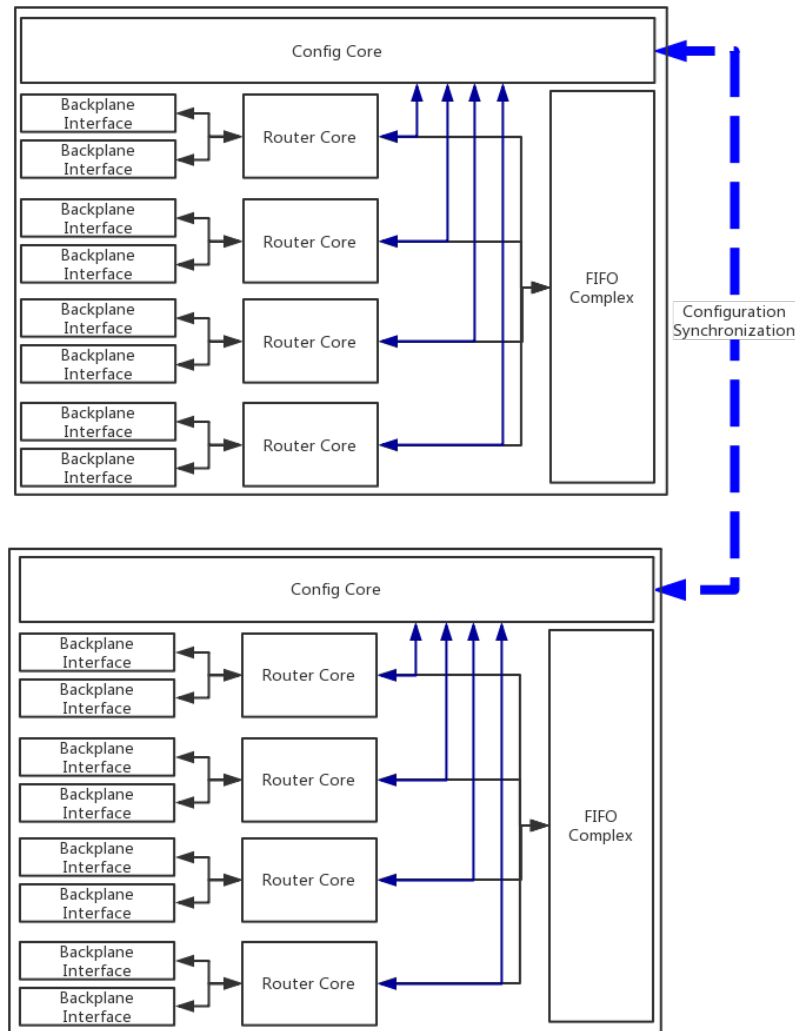 Config Core
Backplane
Interface
Backplane
Interface
Router Core
Backplane
Interface
Backplane
Interface
Router Core
Backplane
Interface
Backplane
Interface
Router Core
Backplane
Interface
Backplane
Interface
Router Core
FIFO
Complex
Configuration
Synchronization
Config Core
Backplane
Interface
Backplane
Interface
Router Core
Backplane
Interface
Backplane
Interface
Router Core
Backplane
Interface
Backplane
Interface
Router Core
Backplane
Interface
Backplane
Interface
Router Core
FIFO
Complex